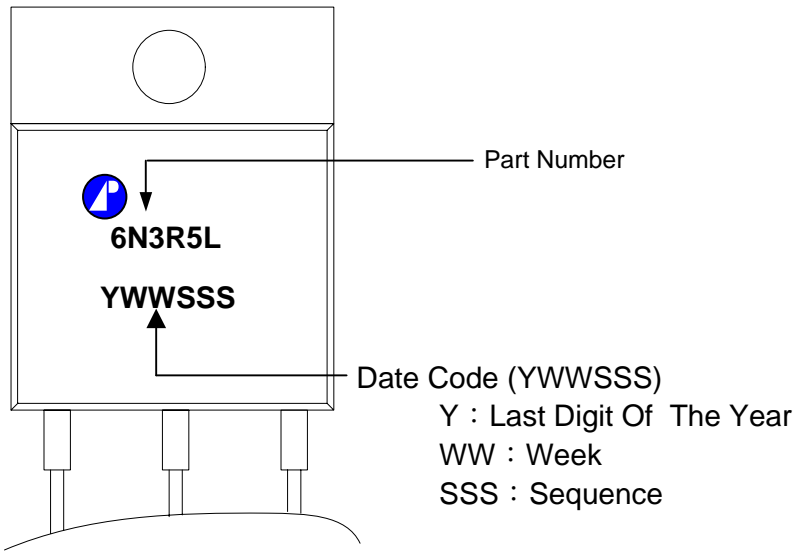 Part Number
6N3R5L
YWWSSS
Date Code (YWWSSS)
Y：Last Digit Of The Year
WW：Week
SSS：Sequence